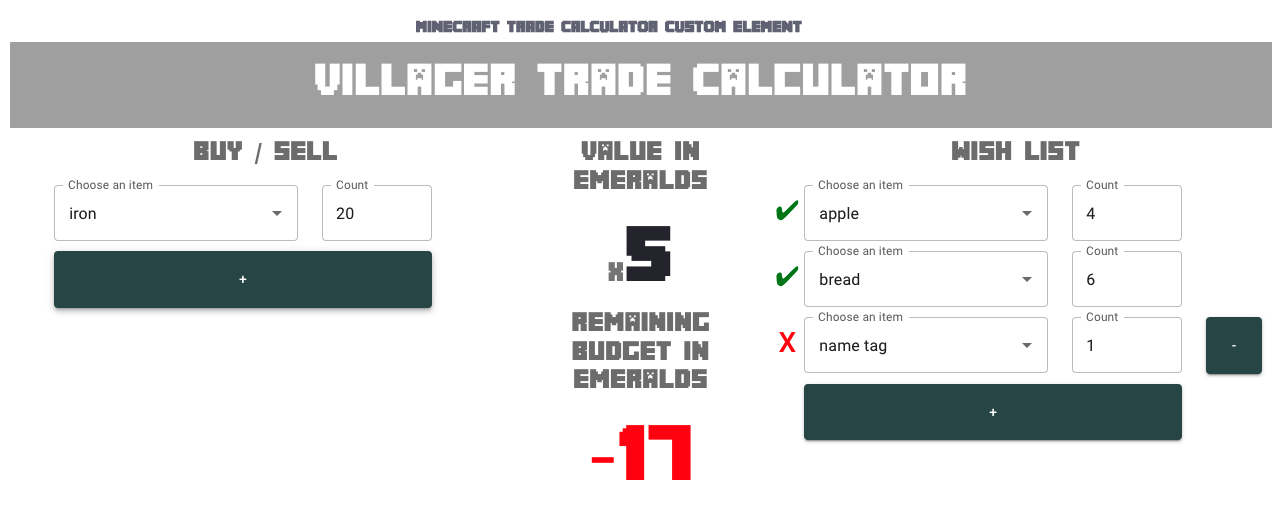 MINECRAFT TRADE CALCULATOR CUSTOM ELEMENT
VILLAGER TRADE CALCULATOR
BUY / SELL
Choose an item
Count
iron
20
+
VALUE IN
EMERALDS
x5
REMAINING
BUDGET IN
EMERALDS
-17
WISH LIST
Choose an item
Count
✔
apple
4
Choose an item
Count
✔
bread
6
Choose an item
Count
X
name tag
1
-
+